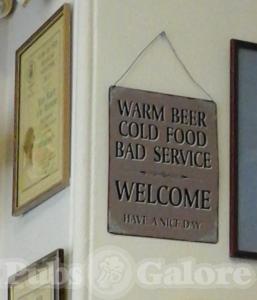 WARM BEER
COLD FOOD
BAD SERVICE
WELCOME
HAVE A NICE DAY
Pubs Galore